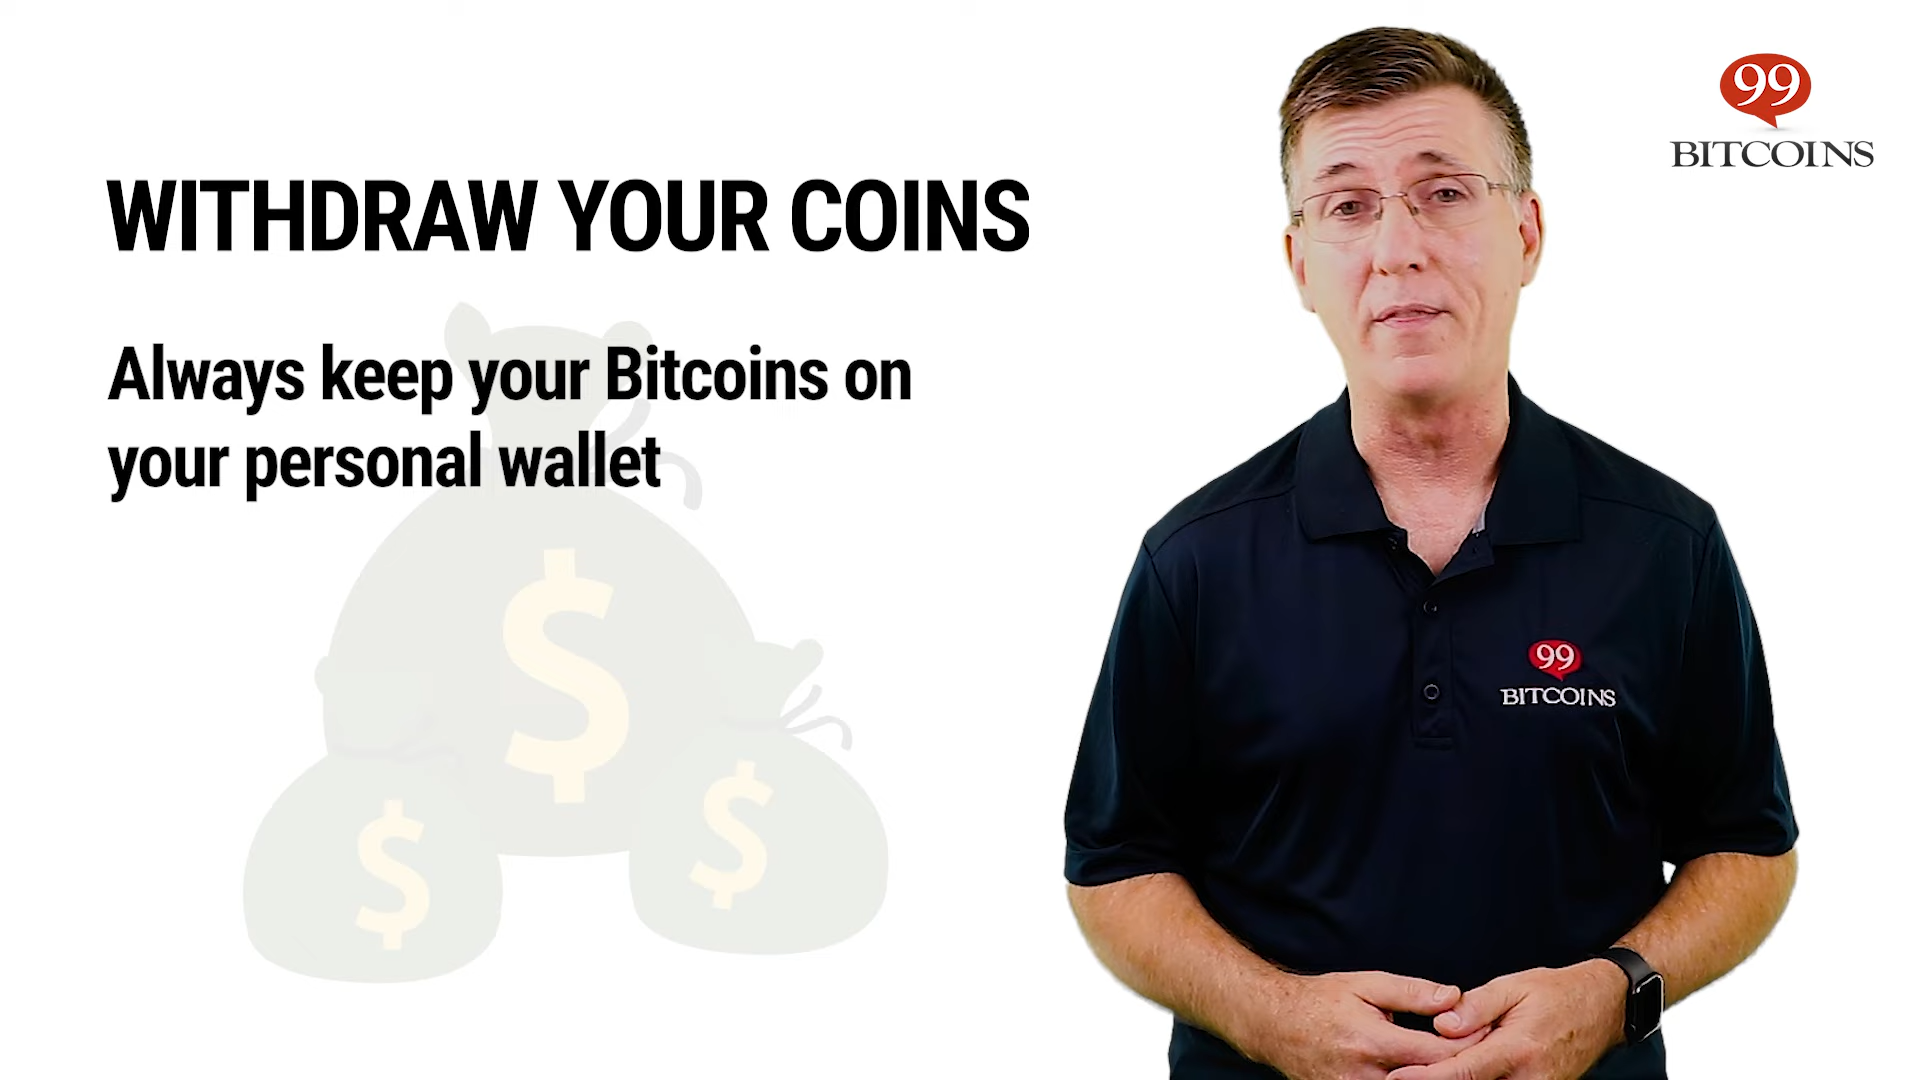 99
BITCOINS
WITHDRAW YOUR COINS
Always keep your Bitcoins on
your personal wallet
$
$
$
99
BITCOINS